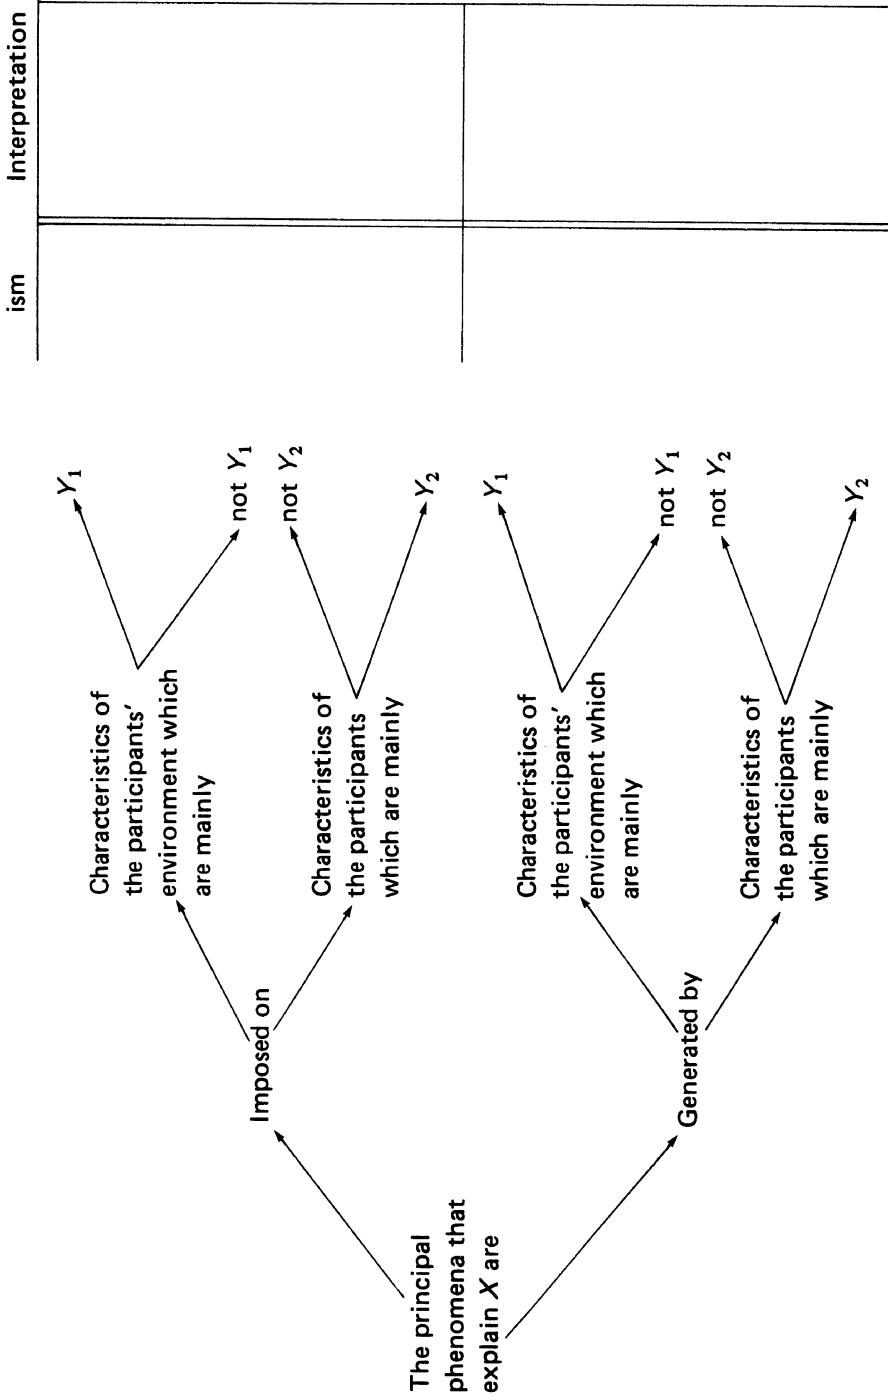 ism
Interpretation
The principal
phenomena that
explain X are
Imposed on
Characteristics of
the participants'
environment which
are mainly
Y1
not Y1
Characteristics of
the participants
which are mainly
not Y2
Y2
Generated by
Characteristics of
the participants'
environment which
are mainly
Y1
not Y1
Characteristics of
the participants
which are mainly
not Y2
Y2